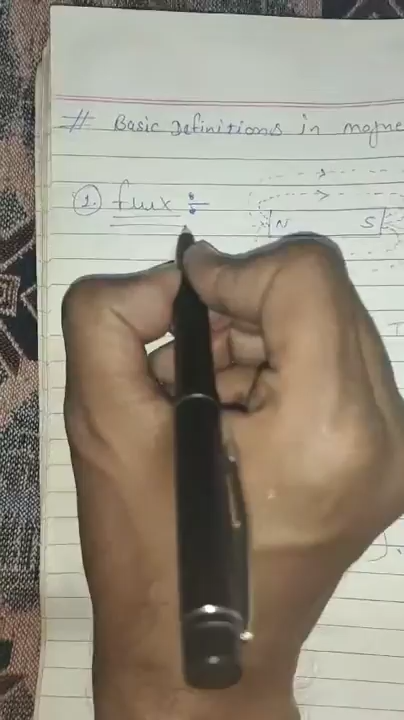 # Basic Definitions in magne
1. flux :-
N S